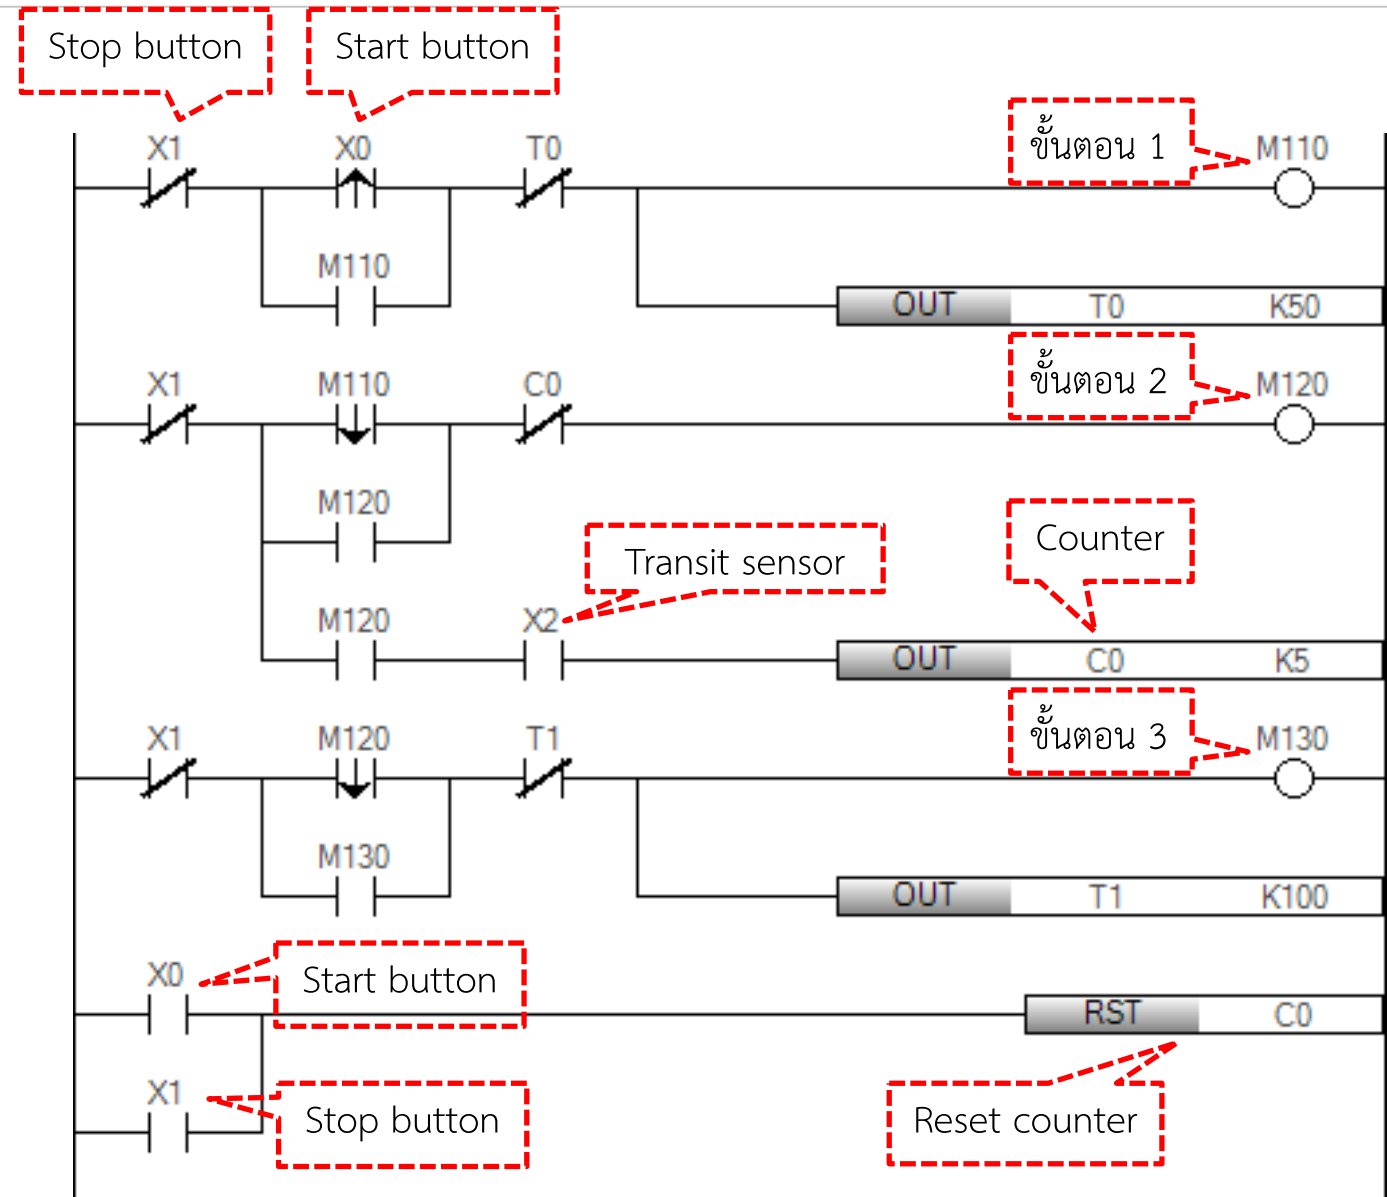 Stop button
Start button
X1 X0 T0 ขั้นตอน 1 M110
M110
OUT T0 K50
X1 M110 C0 ขั้นตอน 2 M120
M120
Transit sensor
Counter
M120 X2
OUT C0 K5
X1 M120 T1 ขั้นตอน 3 M130
M130
OUT T1 K100
X0 Start button
RST C0
X1 Stop button
Reset counter